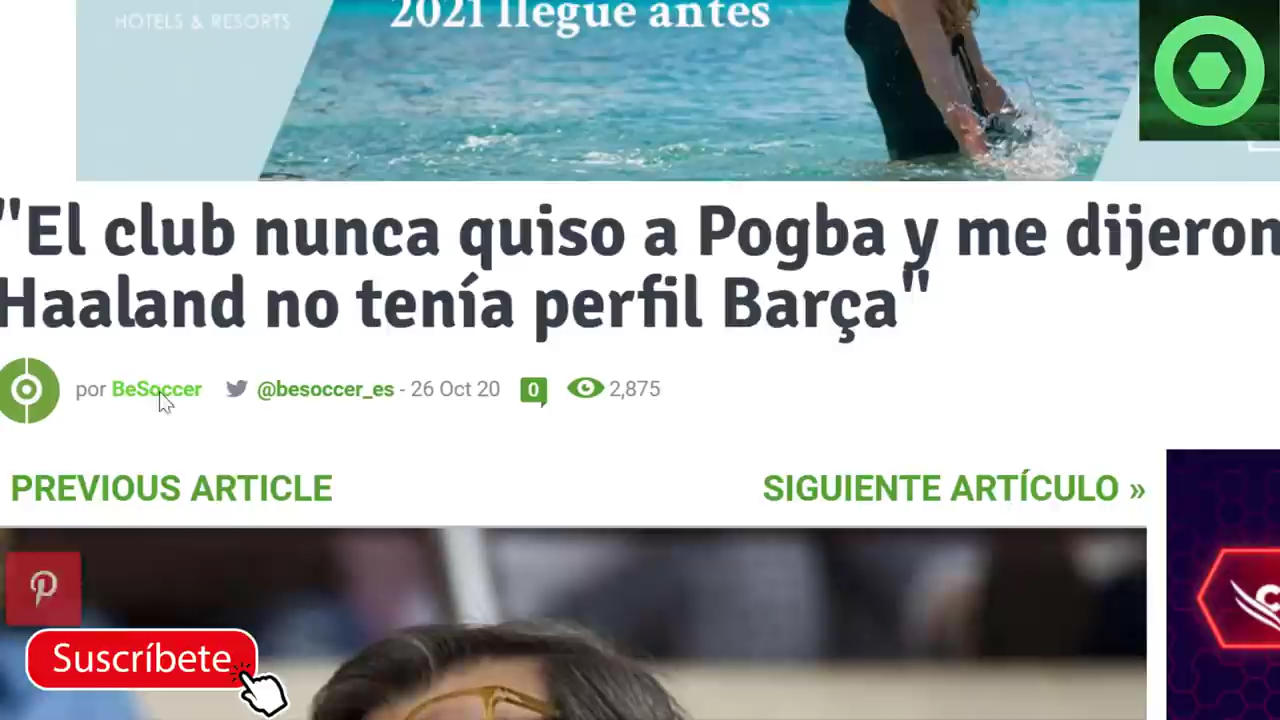 HOTELS & RESORTS
2021 llegue antes
"El club nunca quiso a Pogba y me dijeron
Haaland no tenía perfil Barça"
por BeSoccer @besoccer_es - 26 Oct 20 0 2,875
PREVIOUS ARTICLE
SIGUIENTE ARTÍCULO »
Suscríbete